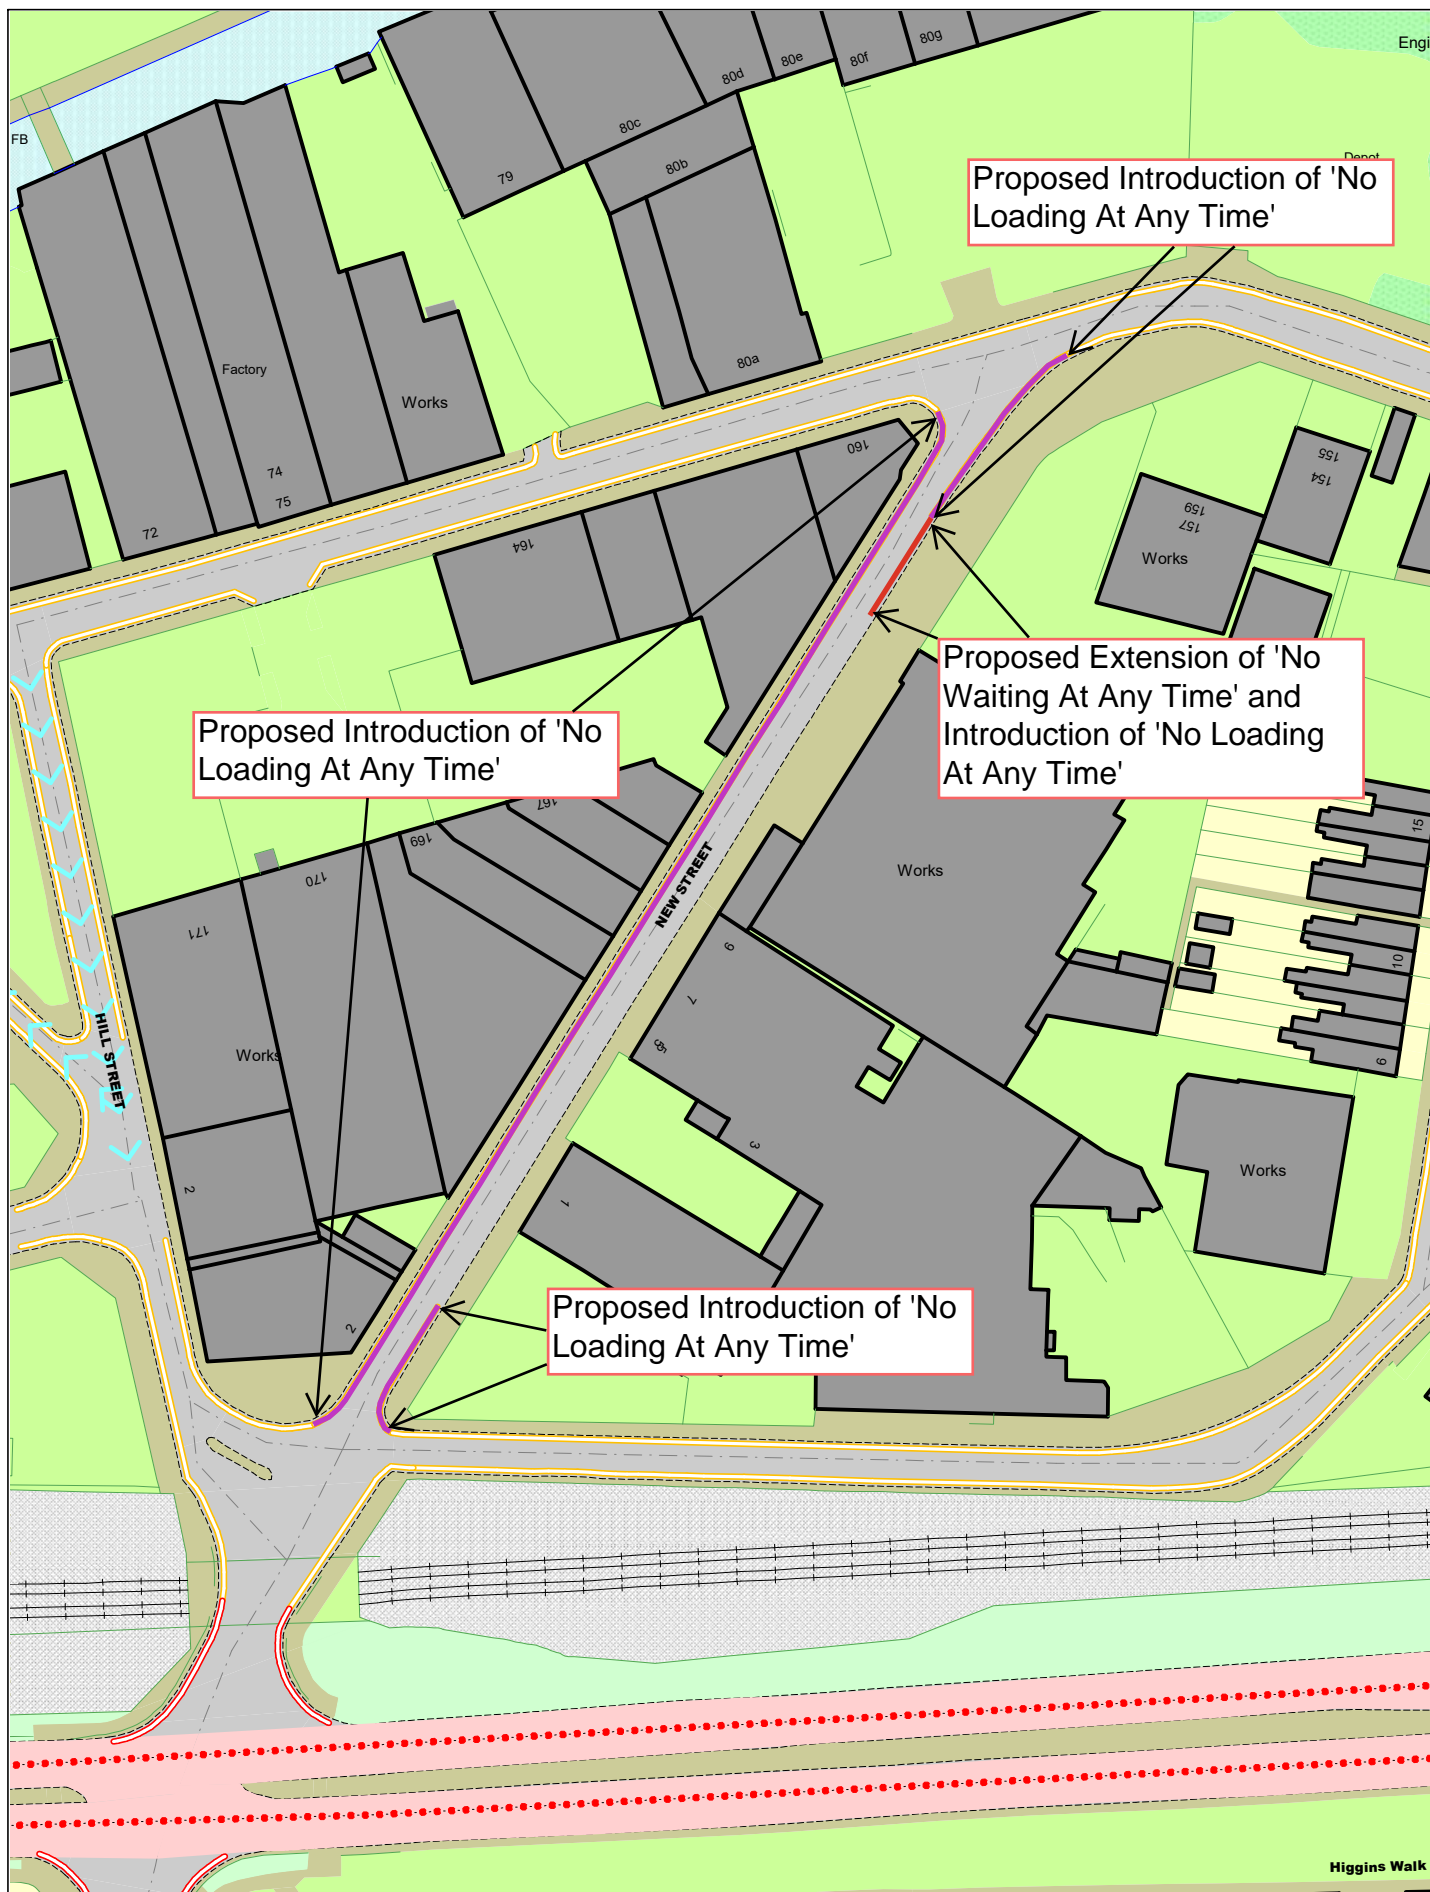 80g
80f
80e
80d
Engi
80c
FB
80b
79
Depot
Proposed Introduction of 'No
Loading At Any Time'
80a
Factory
Works
160
155
154
74
75
72
159
157
Works
164
Proposed Extension of 'No
Waiting At Any Time' and
Introduction of 'No Loading
At Any Time'
Proposed Introduction of 'No
Loading At Any Time'
167
15
169
170
Works
NEW STREET
171
9
10
7
HILL STREET
Works
6
3
Works
2
1
Proposed Introduction of 'No
Loading At Any Time'
2
Higgins Walk